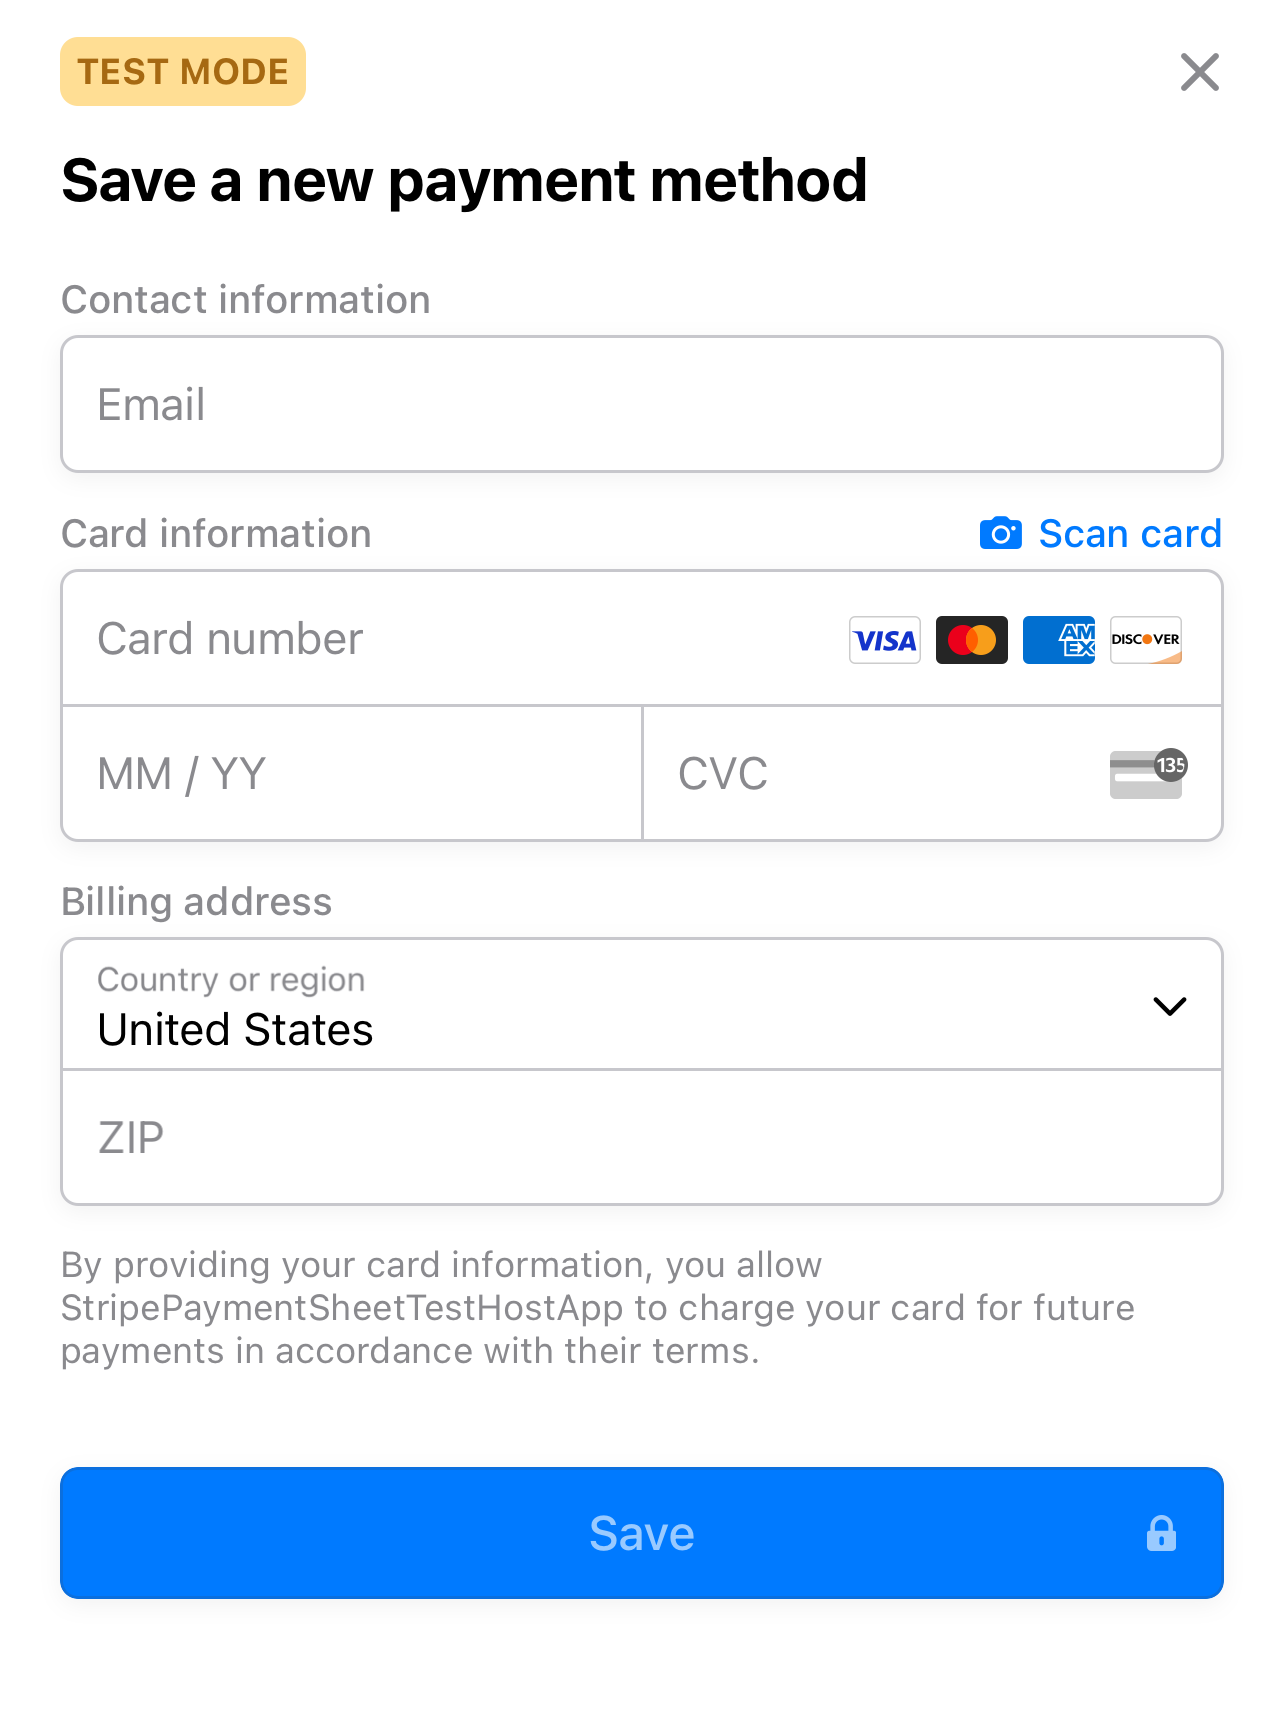 TEST MODE
Save a new payment method
Contact information
Email
Card information
Scan card
Card number
VISA
AM
EX
DISCOVER
MM / YY
CVC
135
Billing address
Country or region
United States
ZIP
By providing your card information, you allow
StripePaymentSheetTestHostApp to charge your card for future
payments in accordance with their terms.
Save